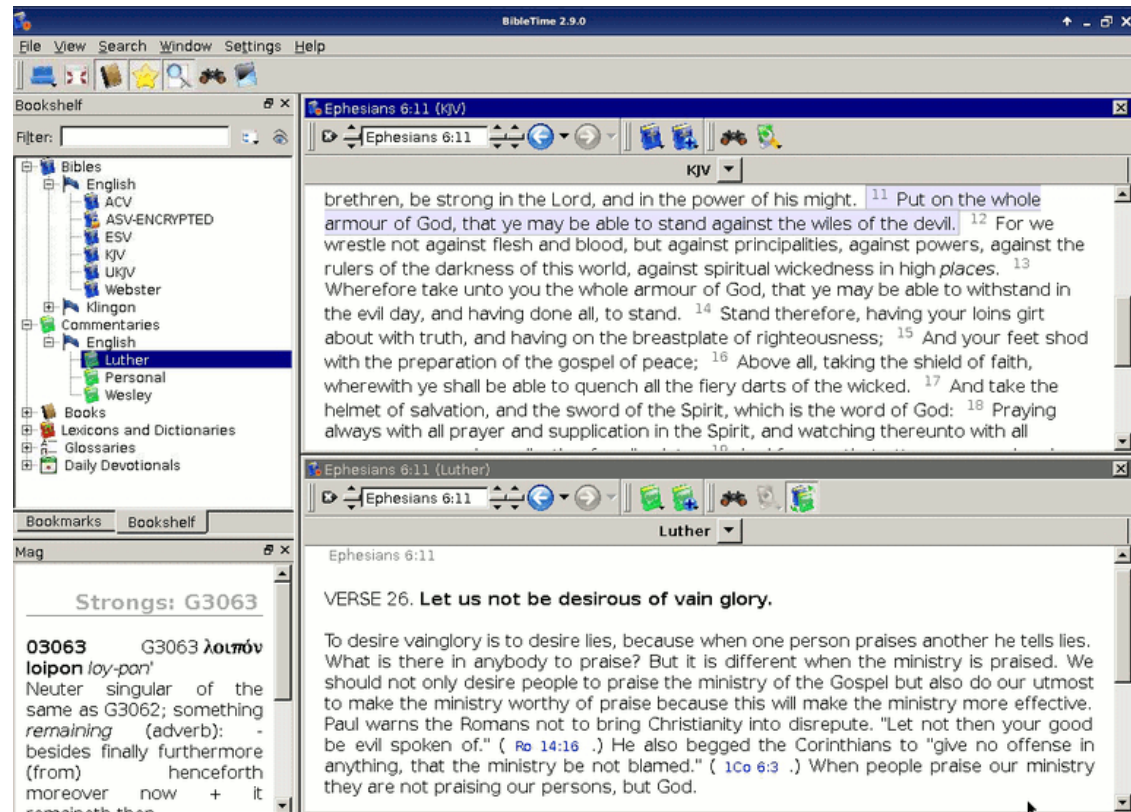 BibleTime 2.9.0
File View Search Window Settings Help
Bookshelf
Filter:
Bibles
English
ACV
ASV-ENCRYPTED
ESV
KJV
UKJV
Webster
Klingon
Commentaries
English
Luther
Personal
Wesley
Books
Lexicons and Dictionaries
Glossaries
Daily Devotionals
Bookmarks Bookshelf
Mag
Strongs: G3063
03063 G3063 λοιπόν
loipon loy-pon'
Neuter singular of the
same as G3062; something
remaining (adverb): -
besides finally furthermore
(from) henceforth
moreover now + it
Ephesians 6:11 (KJV)
Ephesians 6:11
KJV
brethren, be strong in the Lord, and in the power of his might. 11 Put on the whole
armour of God, that ye may be able to stand against the wiles of the devil. 12 For we
wrestle not against flesh and blood, but against principalities, against powers, against the
rulers of the darkness of this world, against spiritual wickedness in high places. 13
Wherefore take unto you the whole armour of God, that ye may be able to withstand in
the evil day, and having done all, to stand. 14 Stand therefore, having your loins girt
about with truth, and having on the breastplate of righteousness; 15 And your feet shod
with the preparation of the gospel of peace; 16 Above all, taking the shield of faith,
wherewith ye shall be able to quench all the fiery darts of the wicked. 17 And take the
helmet of salvation, and the sword of the Spirit, which is the word of God: 18 Praying
always with all prayer and supplication in the Spirit, and watching thereunto with all
Ephesians 6:11 (Luther)
Ephesians 6:11
Luther
Ephesians 6:11
VERSE 26. Let us not be desirous of vain glory.
To desire vainglory is to desire lies, because when one person praises another he tells lies.
What is there in anybody to praise? But it is different when the ministry is praised. We
should not only desire people to praise the ministry of the Gospel but also do our utmost
to make the ministry worthy of praise because this will make the ministry more effective.
Paul warns the Romans not to bring Christianity into disrepute. "Let not then your good
be evil spoken of." ( Ro 14:16 .) He also begged the Corinthians to "give no offense in
anything, that the ministry be not blamed." ( 1Co 6:3 .) When people praise our ministry
they are not praising our persons, but God.